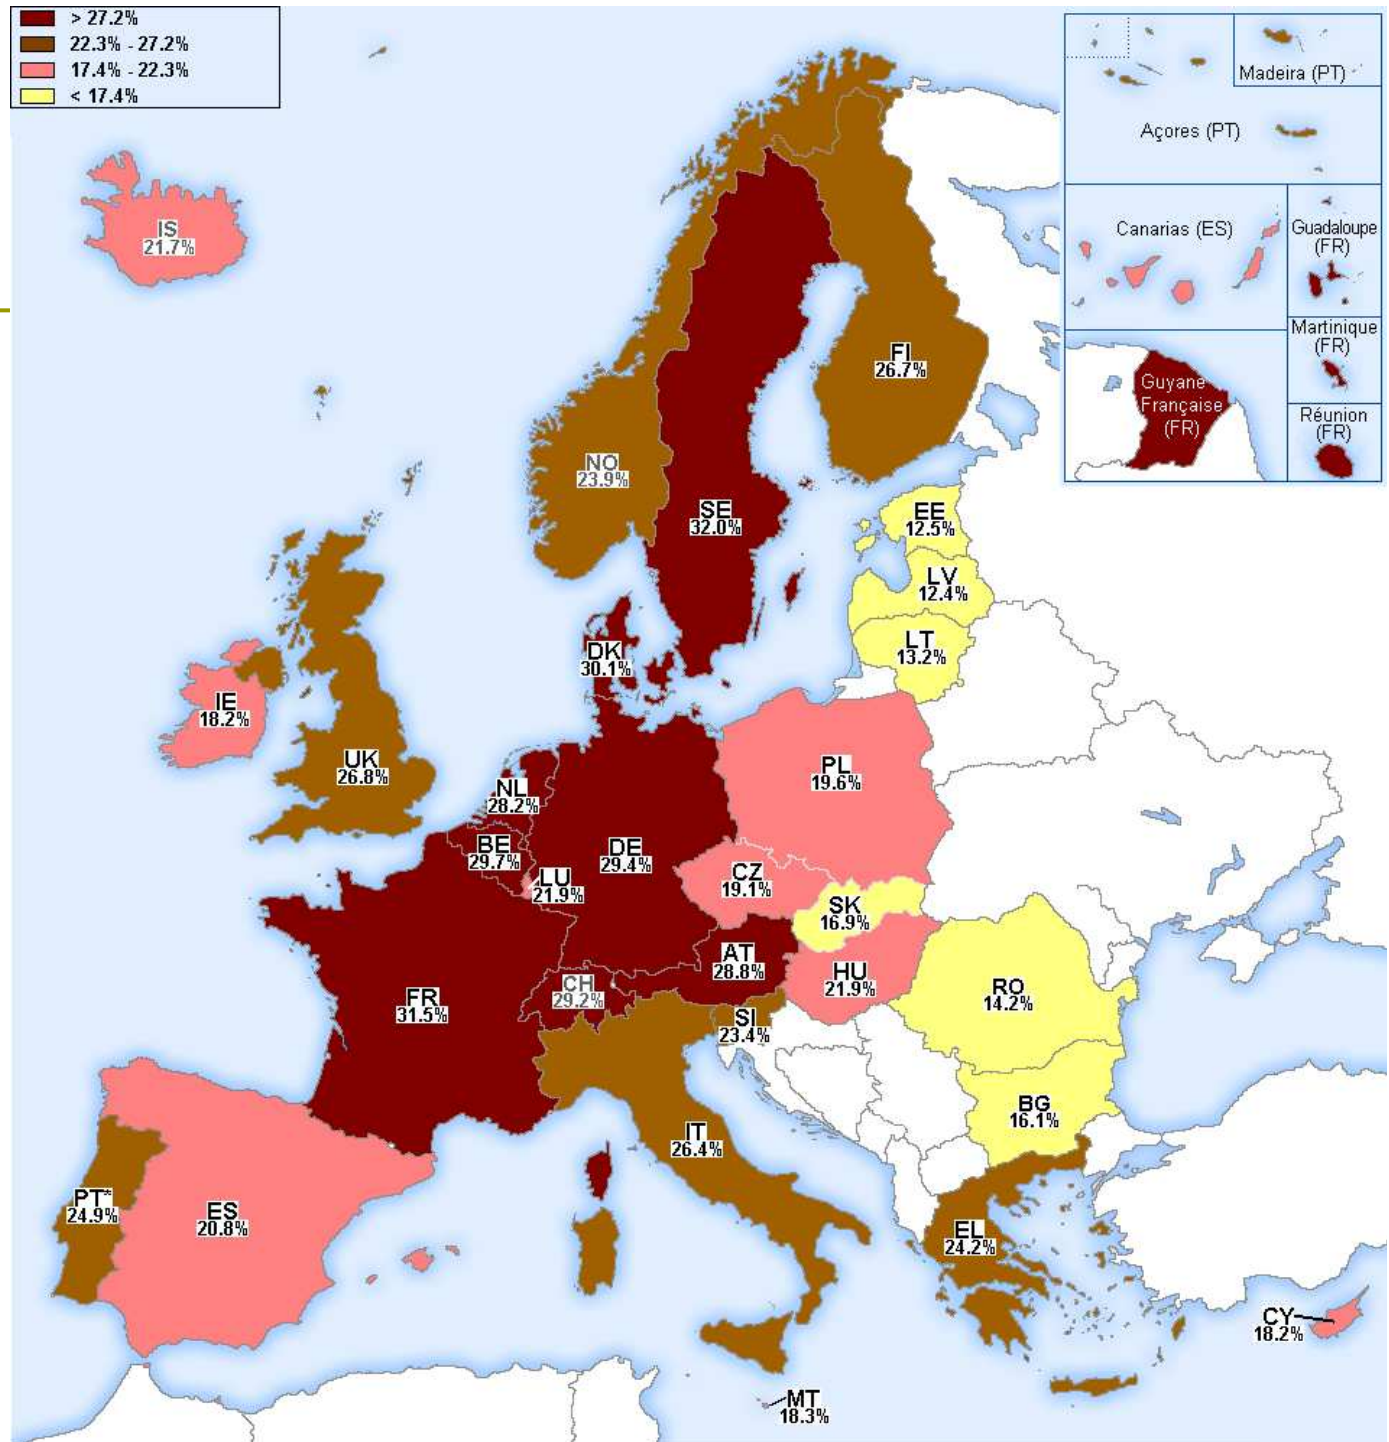 > 27.2%
22.3% - 27.2%
17.4% - 22.3%
< 17.4%
Madeira (PT)
Açores (PT)
Canarias (ES)
Guadaloupe
(FR)
Martinique
(FR)
Guyane
Française
(FR)
Réunion
(FR)
IS
21.7%
FI
26.7%
NO
23.9%
SE
32.0%
EE
12.5%
LV
12.4%
LT
13.2%
DK
30.1%
IE
18.2%
UK
26.8%
NL
28.2%
PL
19.6%
BE
29.7%
DE
29.4%
LU
21.9%
CZ
19.1%
SK
16.9%
AT
28.8%
HU
21.9%
CH
29.2%
FR
31.5%
RO
14.2%
SI
23.4%
BG
16.1%
IT
26.4%
PT*
24.9%
ES
20.8%
EL
24.2%
CY
18.2%
MT
18.3%